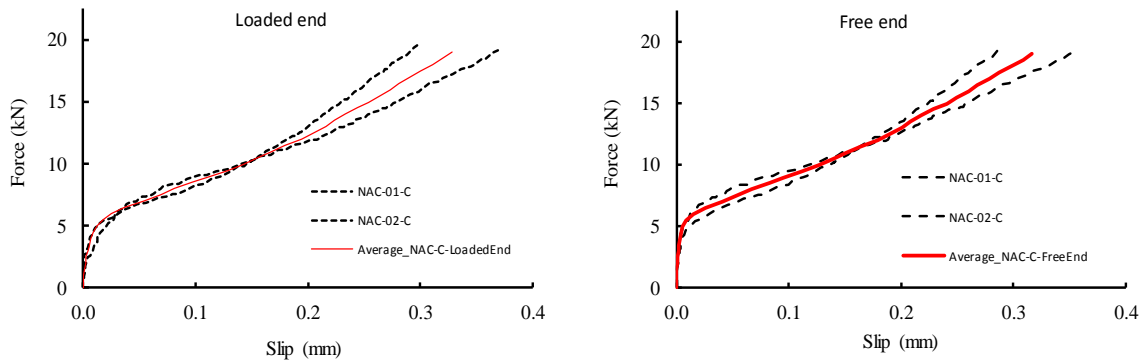 Loaded end
20
15
10
5
0
Force (kN)
NAC-01-C
NAC-02-C
Average_NAC-C-LoadedEnd
0.0 0.1 0.2 0.3 0.4
Slip (mm)
Free end
20
15
10
5
0
Force (kN)
NAC-01-C
NAC-02-C
Average_NAC-C-FreeEnd
0.0 0.1 0.2 0.3 0.4
Slip (mm)